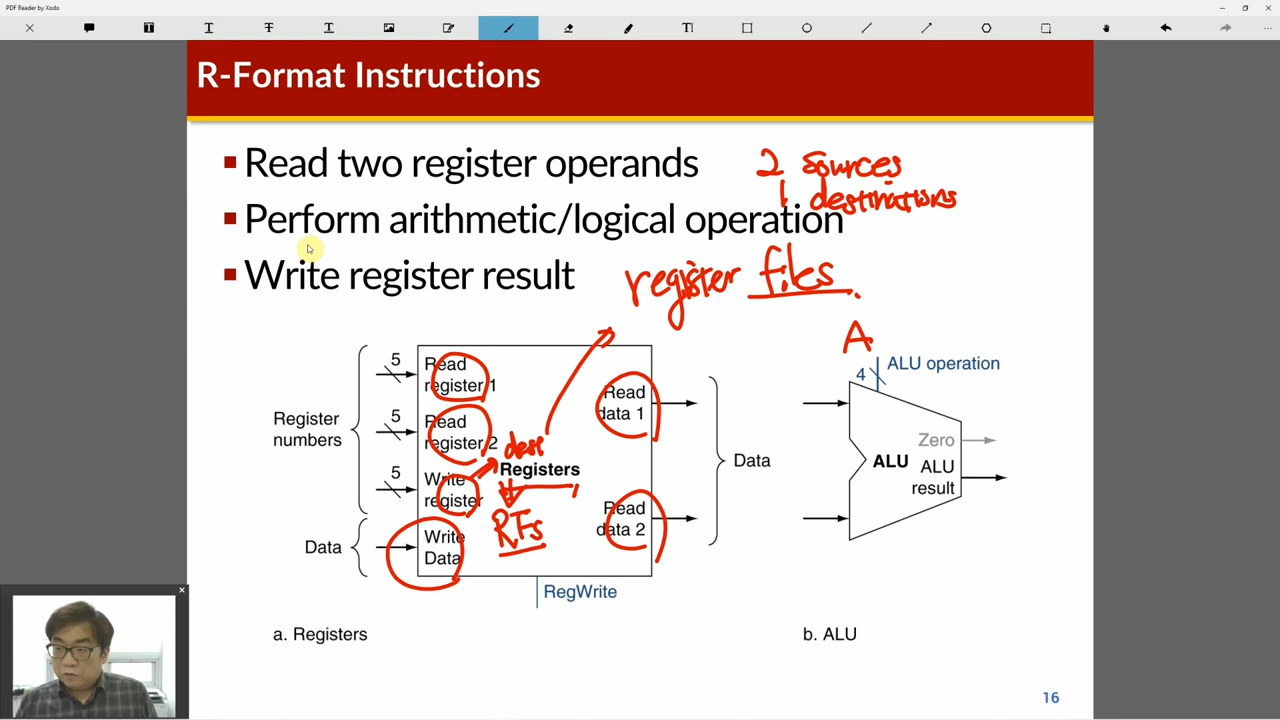 PDF Reader by Xodo
R-Format Instructions
Read two register operands
2 sources
1 destinations
Perform arithmetic/logical operation
Write register result
register files.
A
5
Read
register 1
5
Read
register 2
5
Write
register
Register
numbers
Data
Write
Data
dest
Registers
RFs
Read
data 1
Read
data 2
Data
RegWrite
4
ALU operation
Zero
ALU
ALU
result
a. Registers
b. ALU
16